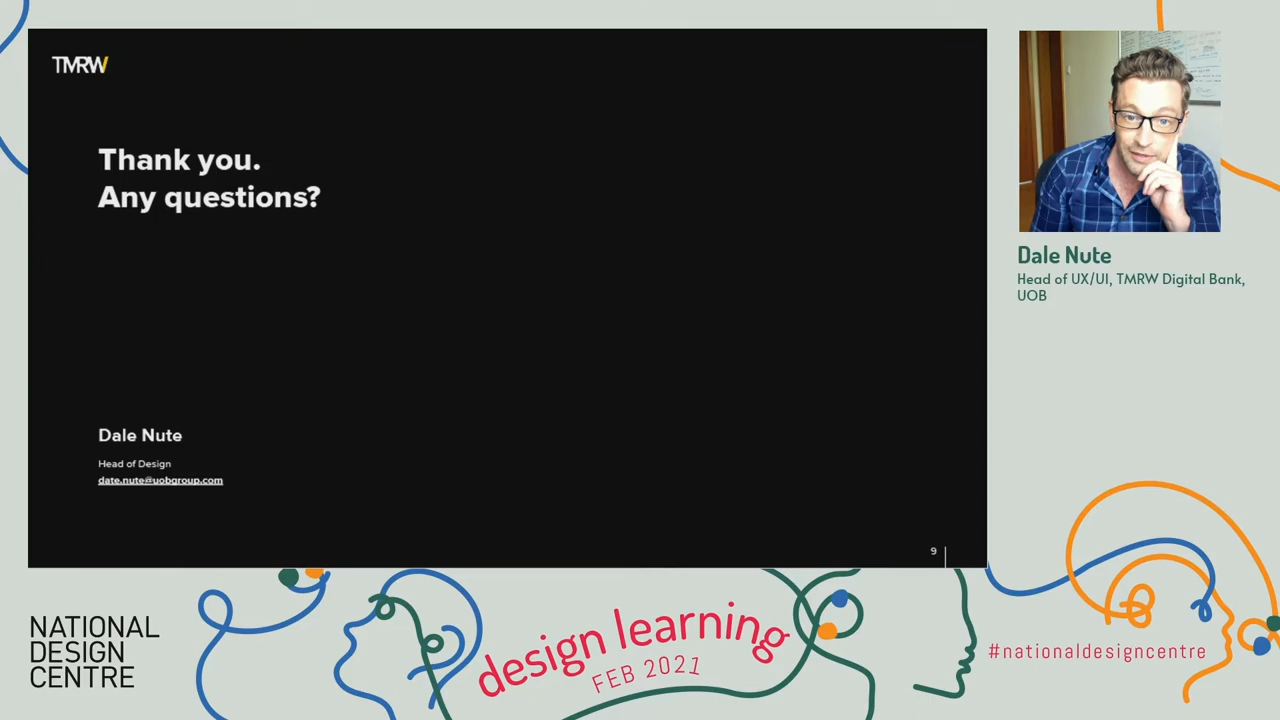 TMRW
Thank you.
Any questions?
Dale Nute
Head of Design
date.nute@uobgroup.com
9
Dale Nute
Head of UX/UI, TMRW Digital Bank,
UOB
NATIONAL
DESIGN
CENTRE
design learning
FEB 2021
#nationaldesigncentre